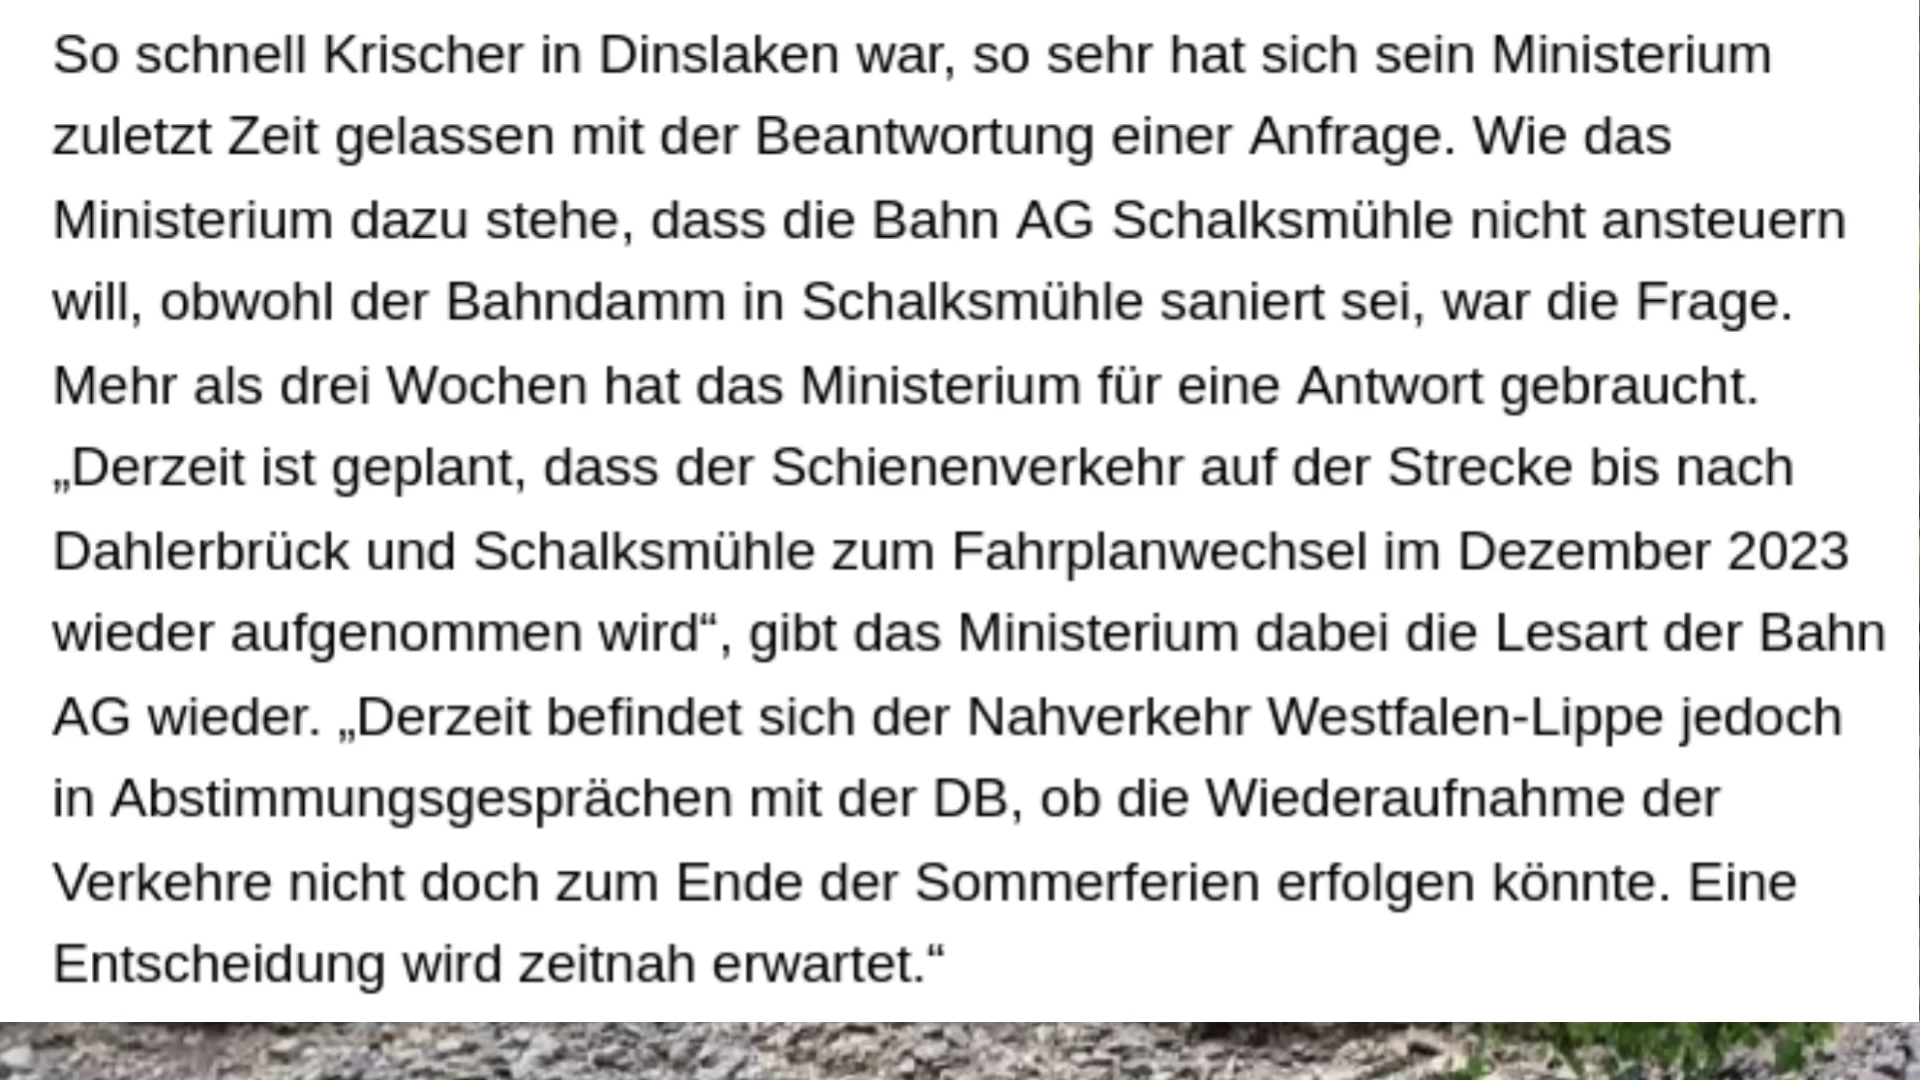 So schnell Krischer in Dinslaken war, so sehr hat sich sein Ministerium
zuletzt Zeit gelassen mit der Beantwortung einer Anfrage. Wie das
Ministerium dazu stehe, dass die Bahn AG Schalksmühle nicht ansteuern
will, obwohl der Bahndamm in Schalksmühle saniert sei, war die Frage.
Mehr als drei Wochen hat das Ministerium für eine Antwort gebraucht.
„Derzeit ist geplant, dass der Schienenverkehr auf der Strecke bis nach
Dahlerbrück und Schalksmühle zum Fahrplanwechsel im Dezember 2023
wieder aufgenommen wird“, gibt das Ministerium dabei die Lesart der Bahn
AG wieder. „Derzeit befindet sich der Nahverkehr Westfalen-Lippe jedoch
in Abstimmungsgesprächen mit der DB, ob die Wiederaufnahme der
Verkehre nicht doch zum Ende der Sommerferien erfolgen könnte. Eine
Entscheidung wird zeitnah erwartet.“